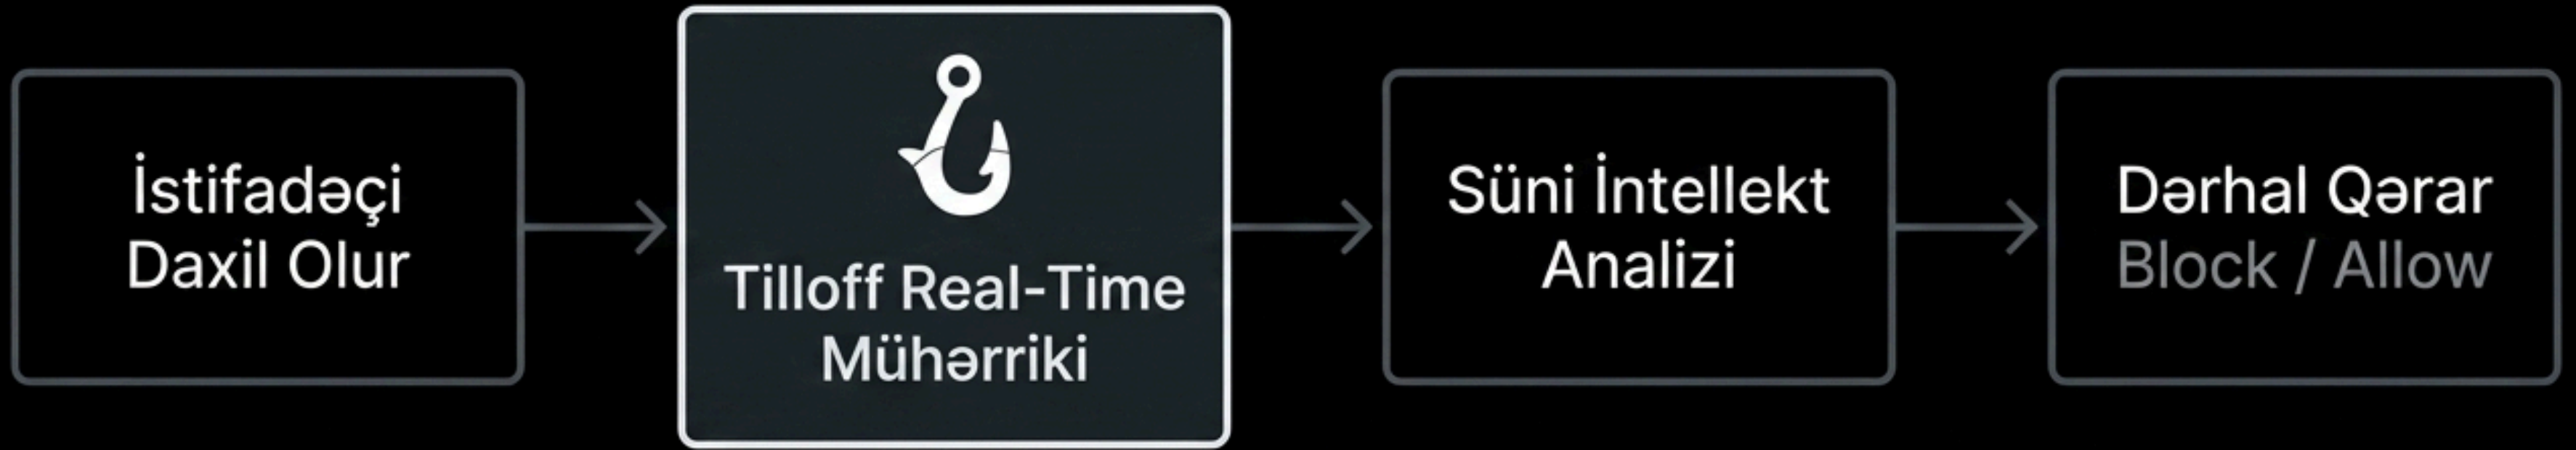 İstifadəçi
Daxil Olur
Tilloff Real-Time
Mühərriki
Süni İntellekt
Analizi
Dərhal Qərar
Block / Allow